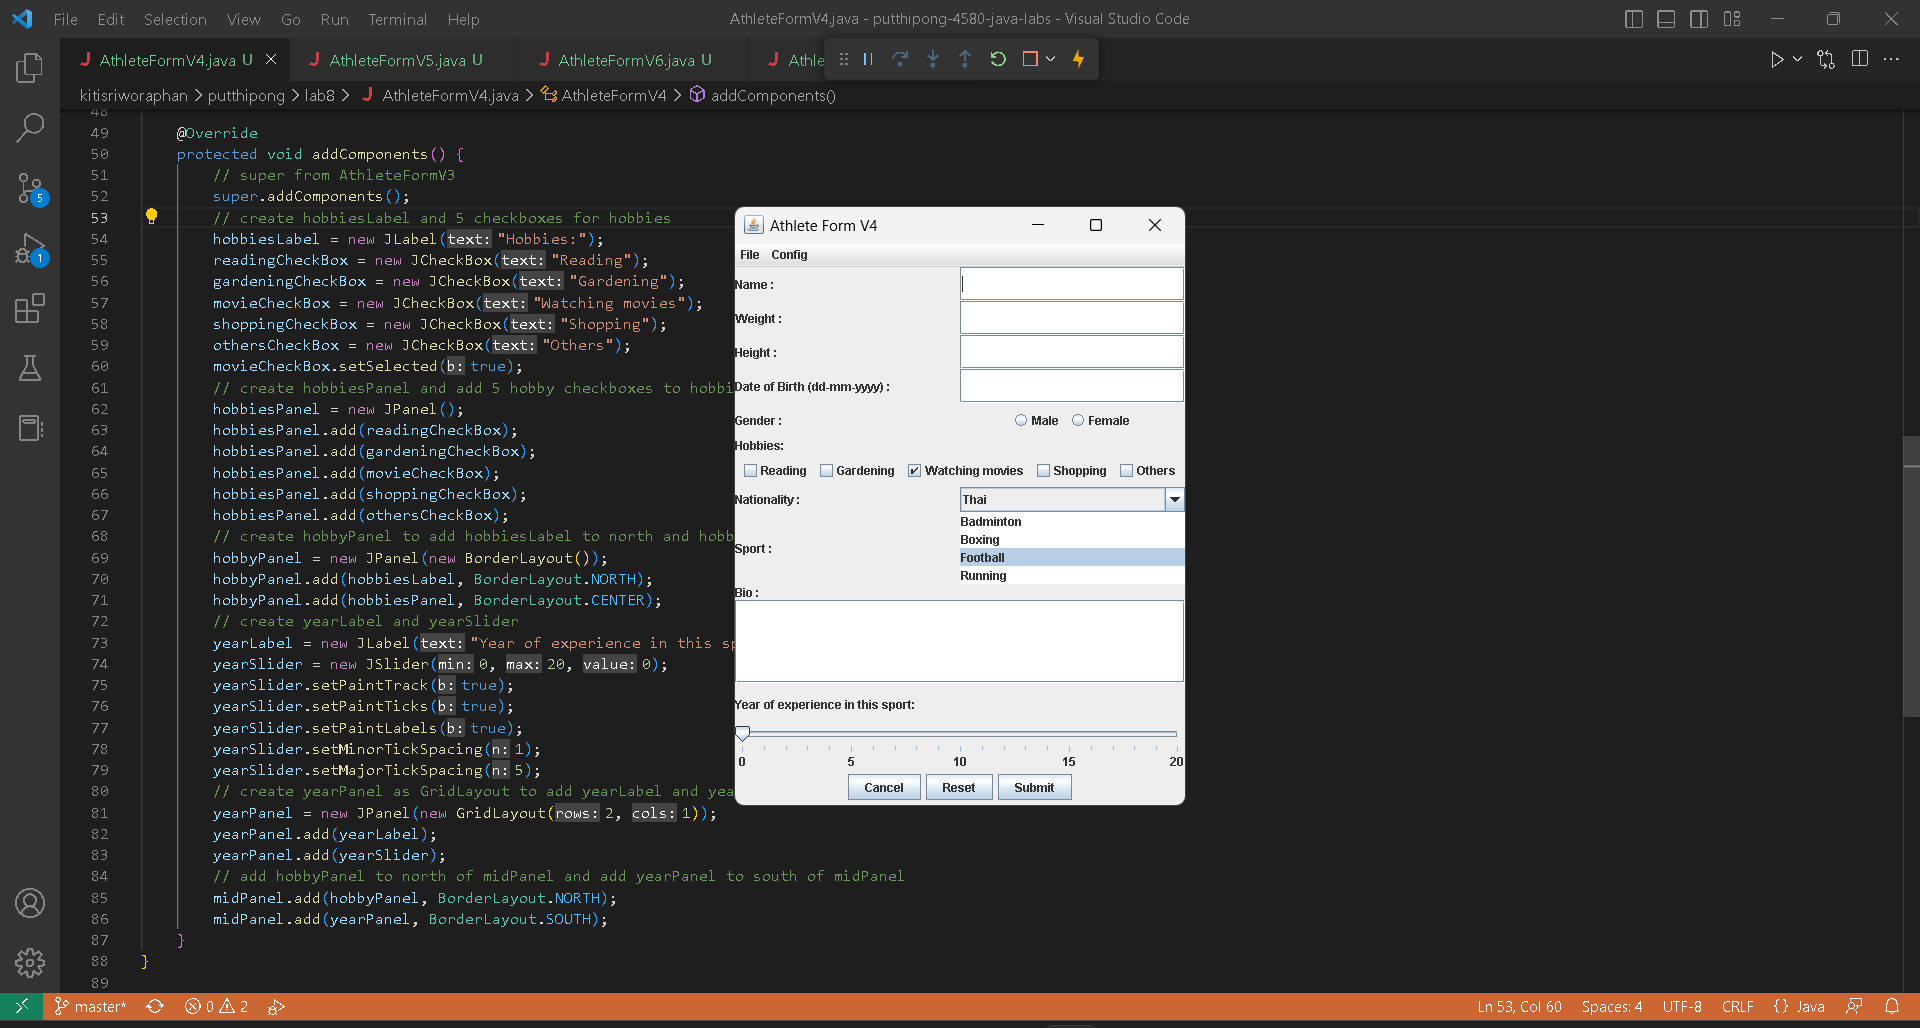 File Edit Selection View Go Run Terminal Help
AthleteFormV4.java - putthipong-4580-java-labs - Visual Studio Code
AthleteFormV4.java U
AthleteFormV5.java U
AthleteFormV6.java U
Athle
kitisriworaphan > putthipong > lab8 > AthleteFormV4.java > AthleteFormV4 > addComponents()
48
49 @Override
50 protected void addComponents() {
51 // super from AthleteFormV3
52 super.addComponents();
53 // create hobbiesLabel and 5 checkboxes for hobbies
54 hobbiesLabel = new JLabel(text: "Hobbies:");
55 readingCheckBox = new JCheckBox(text: "Reading");
56 gardeningCheckBox = new JCheckBox(text: "Gardening");
57 movieCheckBox = new JCheckBox(text: "Watching movies");
58 shoppingCheckBox = new JCheckBox(text: "Shopping");
59 othersCheckBox = new JCheckBox(text: "Others");
60 movieCheckBox.setSelected(b: true);
61 // create hobbiesPanel and add 5 hobby checkboxes to hobbi
62 hobbiesPanel = new JPanel();
63 hobbiesPanel.add(readingCheckBox);
64 hobbiesPanel.add(gardeningCheckBox);
65 hobbiesPanel.add(movieCheckBox);
66 hobbiesPanel.add(shoppingCheckBox);
67 hobbiesPanel.add(othersCheckBox);
68 // create hobbyPanel to add hobbiesLabel to north and hobb
69 hobbyPanel = new JPanel(new BorderLayout());
70 hobbyPanel.add(hobbiesLabel, BorderLayout.NORTH);
71 hobbyPanel.add(hobbiesPanel, BorderLayout.CENTER);
72 // create yearLabel and yearSlider
73 yearLabel = new JLabel(text: "Year of experience in this sp
74 yearSlider = new JSlider(min: 0, max: 20, value: 0);
75 yearSlider.setPaintTrack(b: true);
76 yearSlider.setPaintTicks(b: true);
77 yearSlider.setPaintLabels(b: true);
78 yearSlider.setMinorTickSpacing(n: 1);
79 yearSlider.setMajorTickSpacing(n: 5);
80 // create yearPanel as GridLayout to add yearLabel and yea
81 yearPanel = new JPanel(new GridLayout(rows: 2, cols: 1));
82 yearPanel.add(yearLabel);
83 yearPanel.add(yearSlider);
84 // add hobbyPanel to north of midPanel and add yearPanel to south of midPanel
85 midPanel.add(hobbyPanel, BorderLayout.NORTH);
86 midPanel.add(yearPanel, BorderLayout.SOUTH);
87 }
88 }
89
5
1
Athlete Form V4
File Config
Name :
Weight :
Height :
Date of Birth (dd-mm-yyyy) :
Gender : Male Female
Hobbies:
Reading Gardening Watching movies Shopping Others
Nationality : Thai
Badminton
Boxing
Sport :
Football
Running
Bio :
Year of experience in this sport:
0 5 10 15 20
Cancel Reset Submit
master* 0 2
Ln 53, Col 60 Spaces: 4 UTF-8 CRLF {} Java